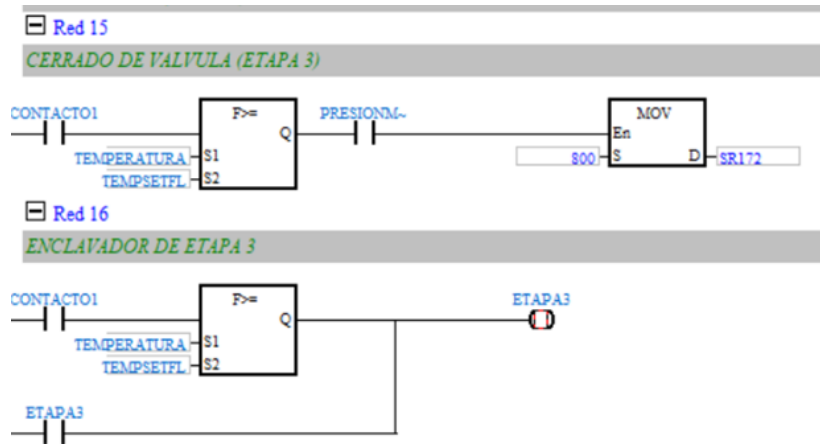 Red 15
CERRADO DE VALVULA (ETAPA 3)
CONTACTO1
F>=
PRESIONM~
MOV
Q
En
TEMPERATURA
S1
800
S
D
SR172
TEMPSETFL
S2
Red 16
ENCLAVADOR DE ETAPA 3
CONTACTO1
F>=
ETAPA3
Q
TEMPERATURA
S1
TEMPSETFL
S2
ETAPA3